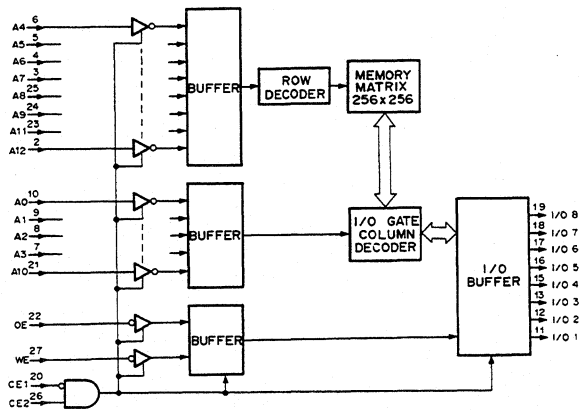 A4 6
A5 5
A6 4
A7 3
A8 25
A9 24
A11 23
A12 2
BUFFER
ROW
DECODER
MEMORY
MATRIX
256x256
A0 10
A1 9
A2 8
A3 7
A10 21
BUFFER
I/O GATE
COLUMN
DECODER
I/O
BUFFER
19 I/O 8
18 I/O 7
17 I/O 6
16 I/O 5
15 I/O 4
13 I/O 3
12 I/O 2
11 I/O 1
OE 22
WE 27
BUFFER
CE1 20
CE2 26